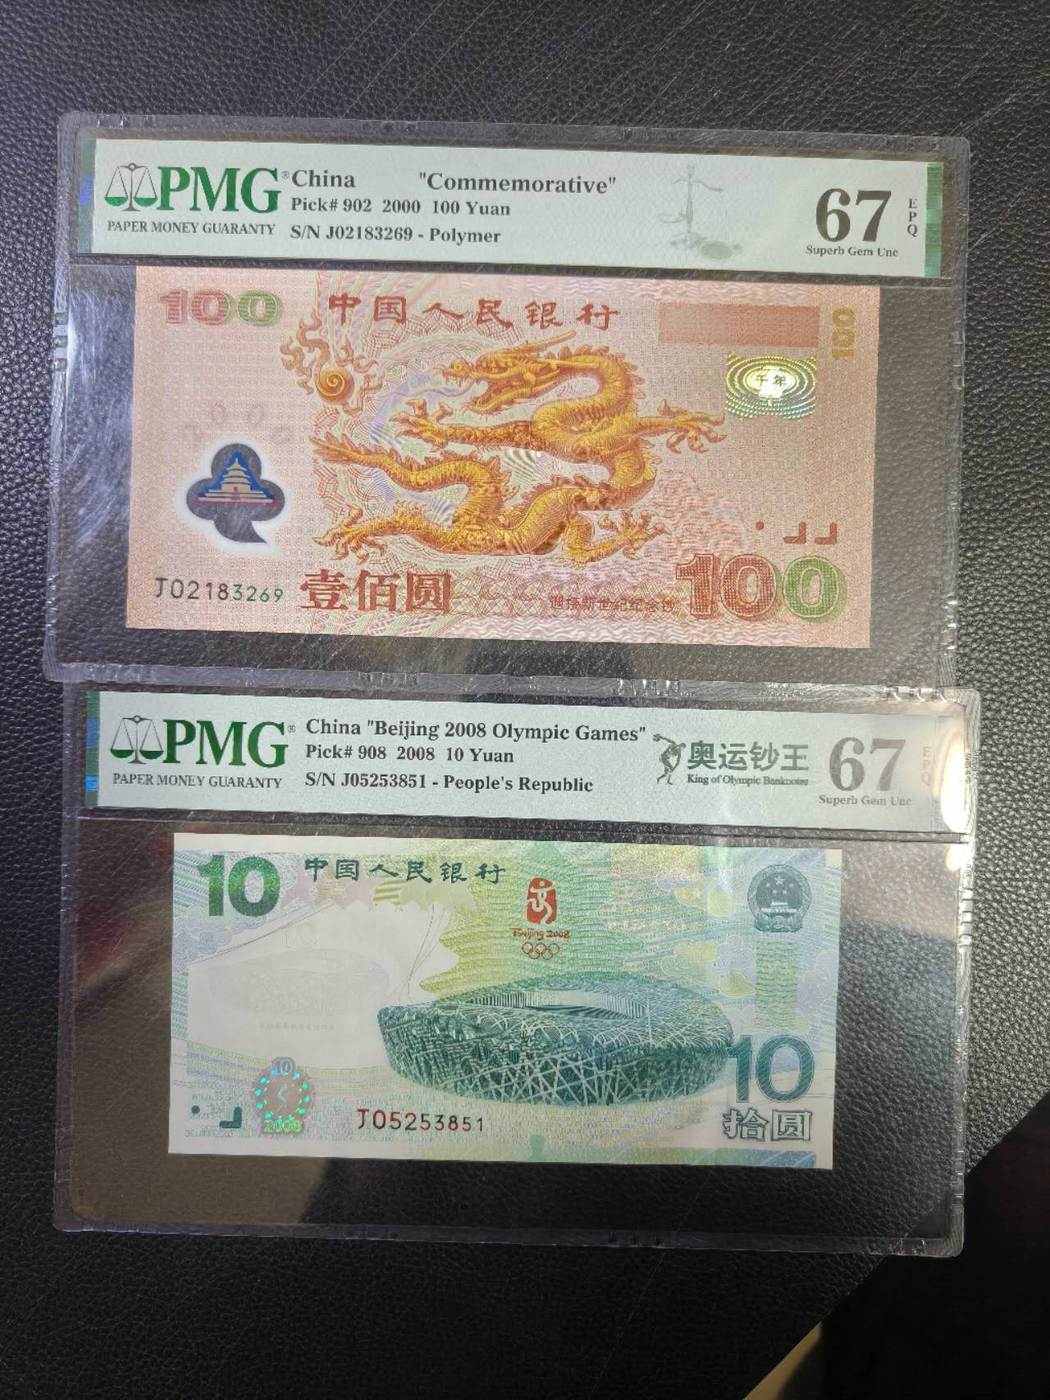 PMG®
PAPER MONEY GUARANTY
China "Commemorative"
Pick# 902 2000 100 Yuan
S/N J02183269 - Polymer
67
EPQ
Superb Gem Unc
100
中国人民银行
100
千年
2000
J02183269
壹佰圆
迎接新世纪纪念钞
100
PMG®
PAPER MONEY GUARANTY
China "Beijing 2008 Olympic Games"
Pick# 908 2008 10 Yuan
S/N J05253851 - People's Republic
奥运钞王
King of Olympic Banknotes
67
EPQ
Superb Gem Unc
10
中国人民银行
Beijing 2008
10
2008
J05253851
10
拾圆